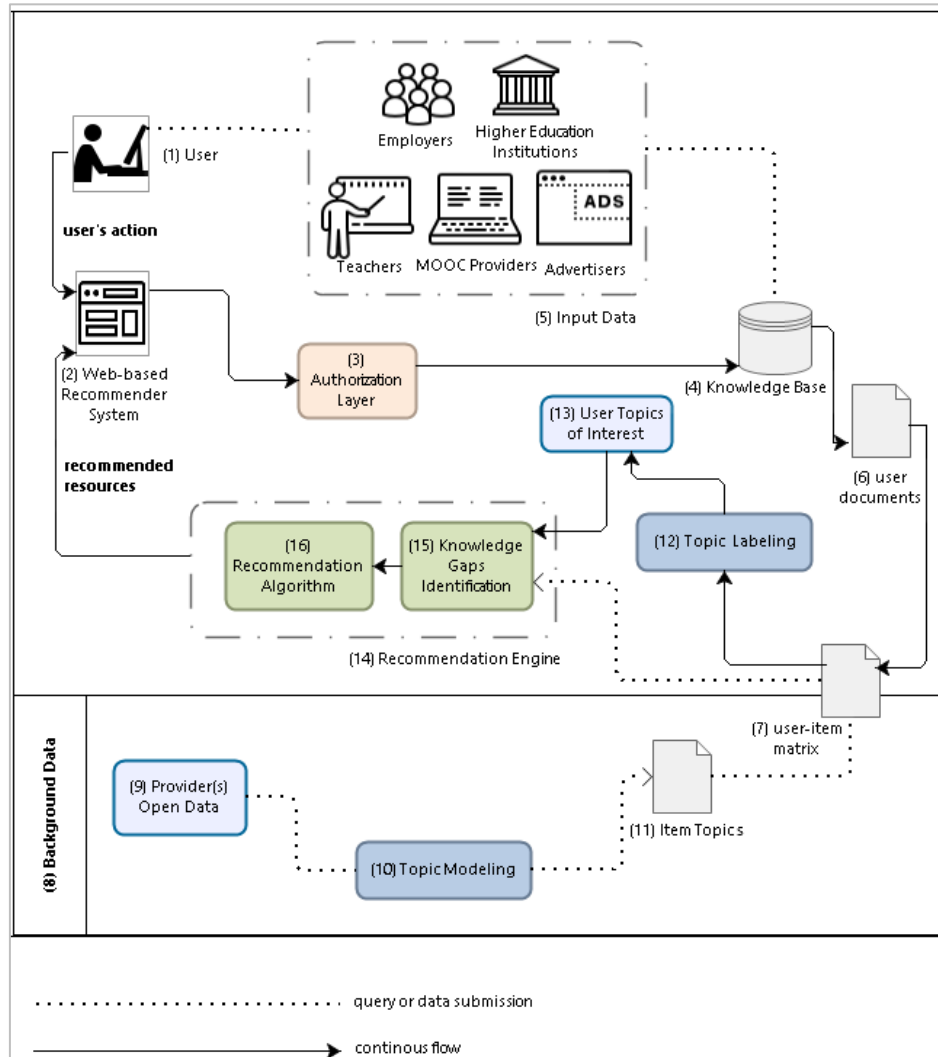 Employers
Higher Education
Institutions
(1) User
ADS
user's action
Teachers
MOOC Providers
Advertisers
(5) Input Data
(2) Web-based
Recommender
System
(3)
Authorization
Layer
(4) Knowledge Base
(13) User Topics
of Interest
recommended
resources
(6) user
documents
(12) Topic Labeling
(16)
Recommendation
Algorithm
(15) Knowledge
Gaps
Identification
(14) Recommendation Engine
(7) user-item
matrix
(8) Background Data
(9) Provider(s)
Open Data
(11) Item Topics
(10) Topic Modeling
query or data submission
continous flow